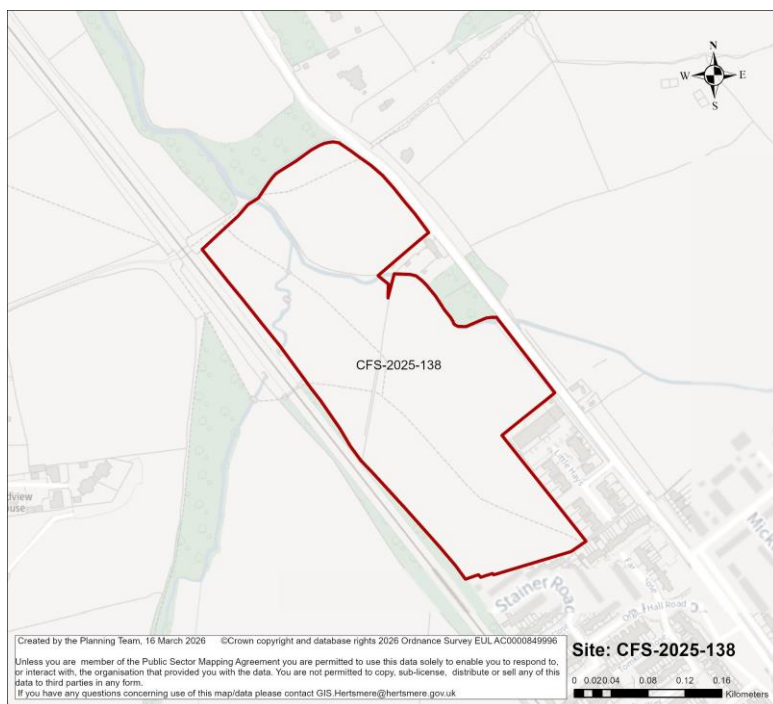 N
W E
S
CFS-2025-138
Little Hays
Stainer Road
Hall Road
House
Created by the Planning Team, 16 March 2026 ©Crown copyright and database rights 2026 Ordnance Survey EUL AC0000849996
Unless you are member of the Public Sector Mapping Agreement you are permitted to use this data solely to enable you to respond to,
or interact with, the organisation that provided you with the data. You are not permitted to copy, sub-license, distribute or sell any of this
data to third parties in any form.
If you have any questions concerning use of this map/data please contact GIS.Hertsmere@hertsmere.gov.uk
Site: CFS-2025-138
0 0.020.04 0.08 0.12 0.16
Kilometers